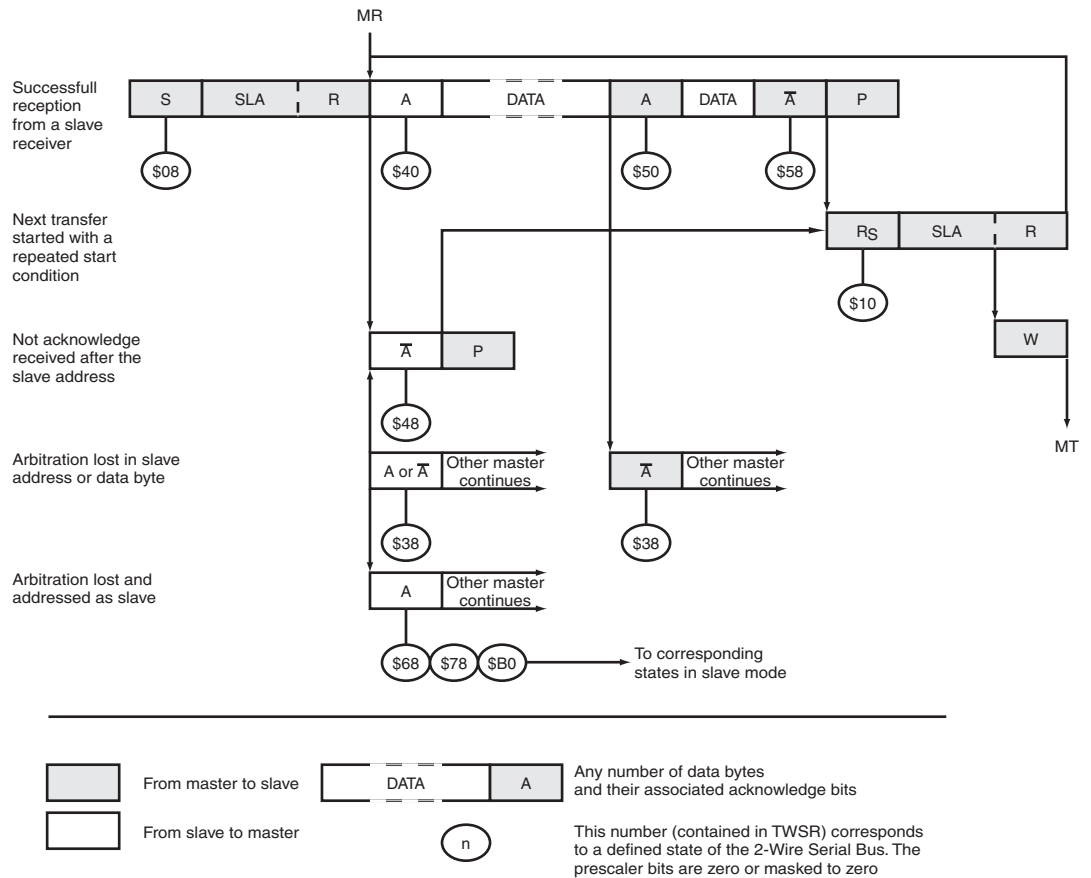 MR
Successfull
reception
from a slave
receiver
S SLA R A DATA A DATA A̅ P
$08 $40 $50 $58
Next transfer
started with a
repeated start
condition
RS SLA R
$10
Not acknowledge
received after the
slave address
A̅ P
W
$48
MT
Arbitration lost in slave
address or data byte
A or A̅
Other master
continues
A̅
Other master
continues
$38 $38
Arbitration lost and
addressed as slave
A
Other master
continues
$68 $78 $B0
To corresponding
states in slave mode
From master to slave
DATA A
Any number of data bytes
and their associated acknowledge bits
From slave to master
n
This number (contained in TWSR) corresponds
to a defined state of the 2-Wire Serial Bus. The
prescaler bits are zero or masked to zero